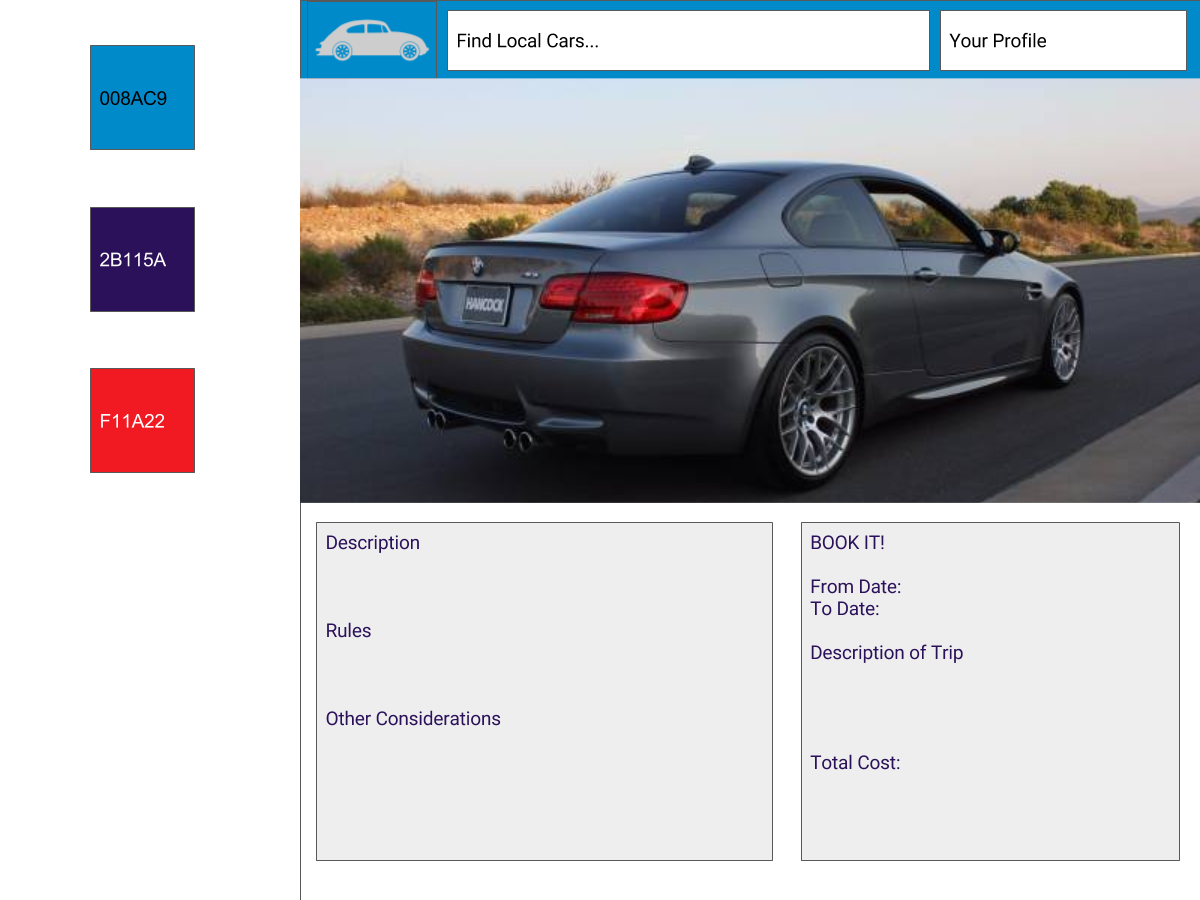 008AC9
2B115A
F11A22
Find Local Cars...
Your Profile
HANCOCK
Description
Rules
Other Considerations
BOOK IT!
From Date:
To Date:
Description of Trip
Total Cost: